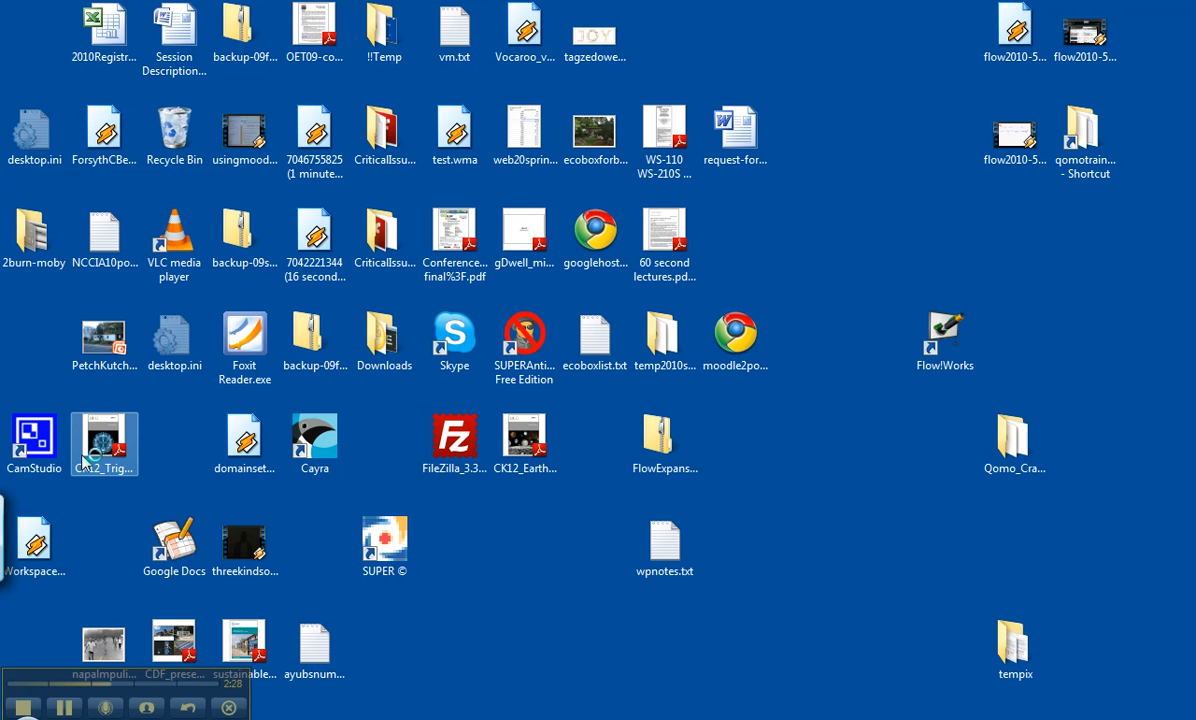 JOY
2010Registr... Session Description... backup-09f... OET09-co... !!Temp vm.txt Vocaroo_v... tagzedowe... flow2010-5... flow2010-5...
desktop.ini ForsythCBe... Recycle Bin usingmood... 7046755825 (1 minute... CriticalIssu... test.wma web20sprin... ecoboxforb... WS-110 WS-210S ... request-for... flow2010-5... qomotrain... - Shortcut
2burn-moby NCCIA10po... VLC media player backup-09s... 7042221344 (16 second... CriticalIssu... Conference... final%3F.pdf gDwell_mi... googlehost... 60 second lectures.pd...
PetchKutch... desktop.ini Foxit Reader.exe backup-09f... Downloads Skype SUPERAnti... Free Edition ecoboxlist.txt temp2010s... moodle2po... Flow!Works
CamStudio CK12_Trig... domainset... Cayra FileZilla_3.3... CK12_Earth... FlowExpans... Qomo_Cra...
Workspace... Google Docs threekindso... SUPER © wpnotes.txt
napalmpuli... CDF_prese... sustainable... ayubsnum... tempix
2:28